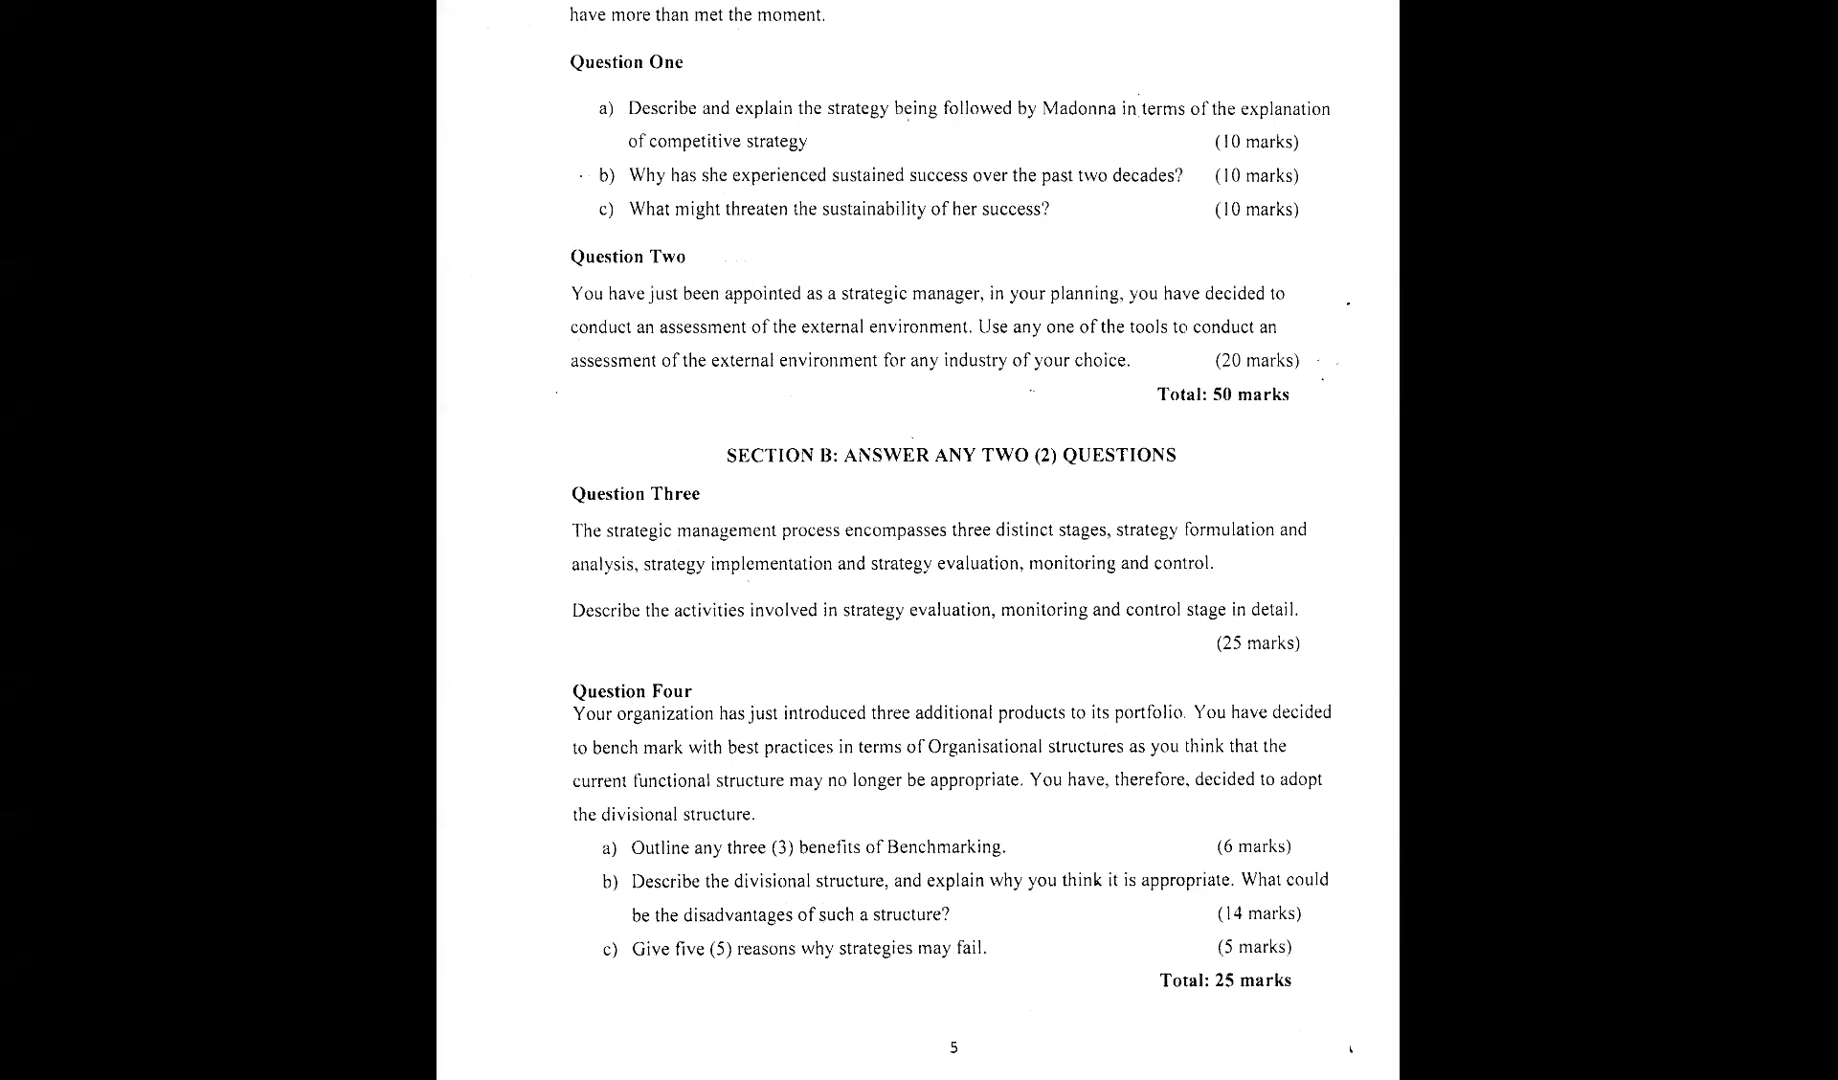 have more than met the moment.
Question One
a) Describe and explain the strategy being followed by Madonna in terms of the explanation
of competitive strategy (10 marks)
b) Why has she experienced sustained success over the past two decades? (10 marks)
c) What might threaten the sustainability of her success? (10 marks)
Question Two
You have just been appointed as a strategic manager, in your planning, you have decided to
conduct an assessment of the external environment. Use any one of the tools to conduct an
assessment of the external environment for any industry of your choice. (20 marks)
Total: 50 marks
SECTION B: ANSWER ANY TWO (2) QUESTIONS
Question Three
The strategic management process encompasses three distinct stages, strategy formulation and
analysis, strategy implementation and strategy evaluation, monitoring and control.
Describe the activities involved in strategy evaluation, monitoring and control stage in detail.
(25 marks)
Question Four
Your organization has just introduced three additional products to its portfolio. You have decided
to bench mark with best practices in terms of Organisational structures as you think that the
current functional structure may no longer be appropriate. You have, therefore, decided to adopt
the divisional structure.
a) Outline any three (3) benefits of Benchmarking. (6 marks)
b) Describe the divisional structure, and explain why you think it is appropriate. What could
be the disadvantages of such a structure? (14 marks)
c) Give five (5) reasons why strategies may fail. (5 marks)
Total: 25 marks
5